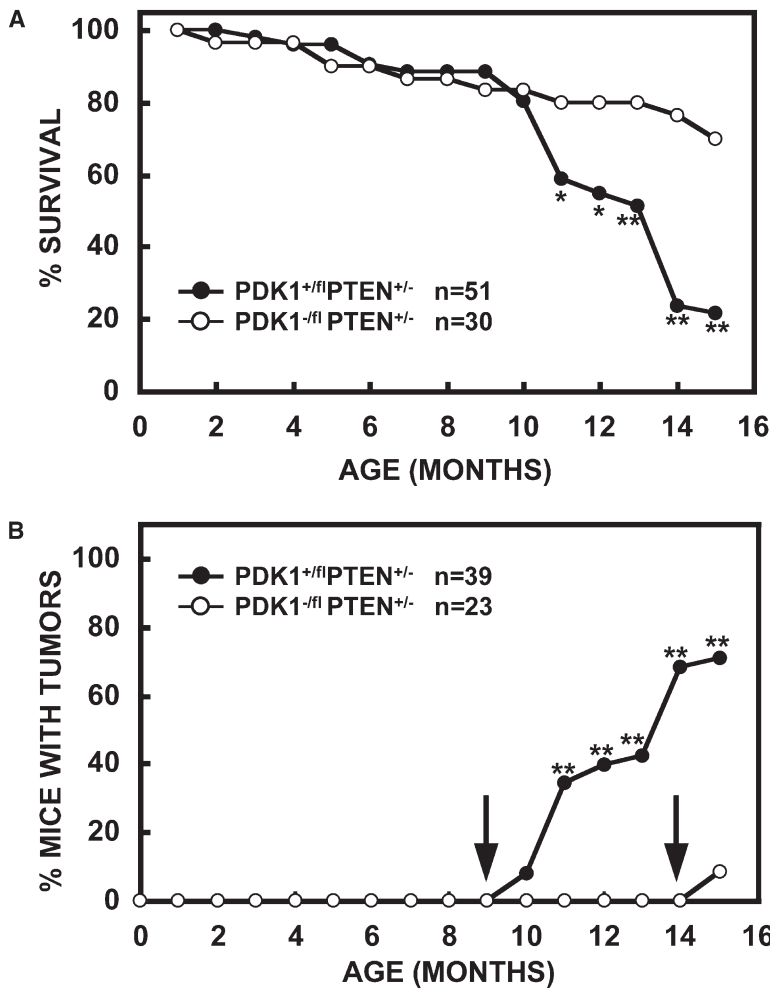 A
% SURVIVAL
100
80
60
40
20
0
* * ** ** **
PDK1+/flPTEN+/- n=51
PDK1-/fl PTEN+/- n=30
0 2 4 6 8 10 12 14 16
AGE (MONTHS)
B
% MICE WITH TUMORS
100
80
60
40
20
0
PDK1+/flPTEN+/- n=39
PDK1-/fl PTEN+/- n=23
** ** ** ** **
0 2 4 6 8 10 12 14 16
AGE (MONTHS)